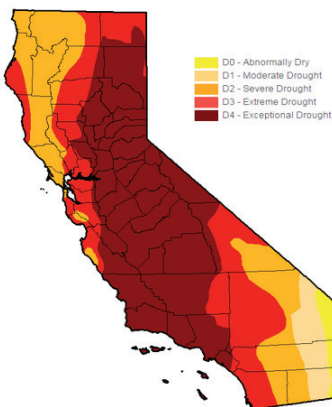 D0 - Abnormally Dry
D1 - Moderate Drought
D2 - Severe Drought
D3 - Extreme Drought
D4 - Exceptional Drought